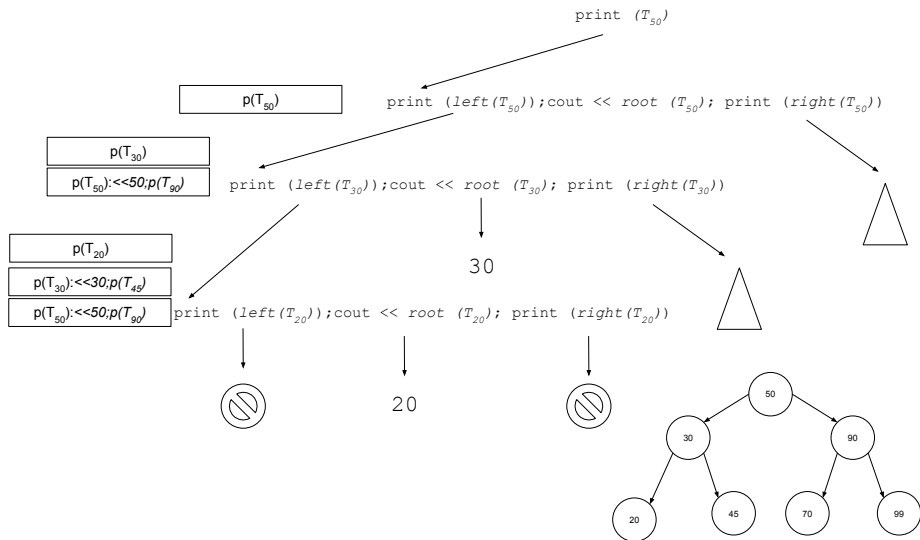 print (T50)
p(T50)
print (left(T50));cout << root (T50); print (right(T50))
p(T30)
p(T50):<<50;p(T90)
print (left(T30));cout << root (T30); print (right(T30))
p(T20)
30
p(T30):<<30;p(T45)
p(T50):<<50;p(T90)
print (left(T20));cout << root (T20); print (right(T20))
20
50
30
90
20
45
70
99